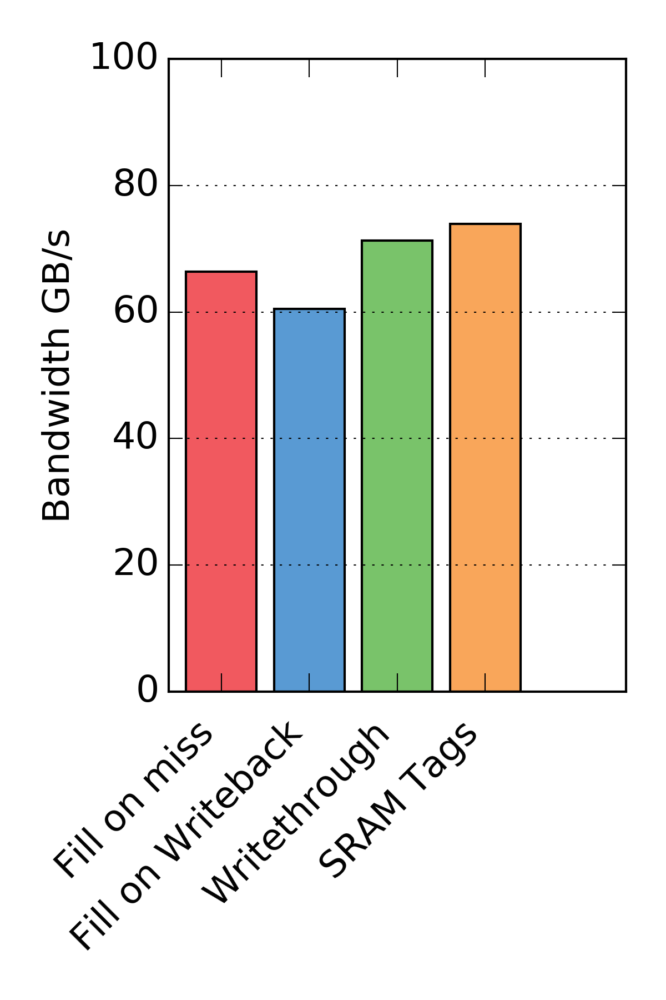 100
80
60
40
20
0
Bandwidth GB/s
Fill on miss
Fill on Writeback
Writethrough
SRAM Tags